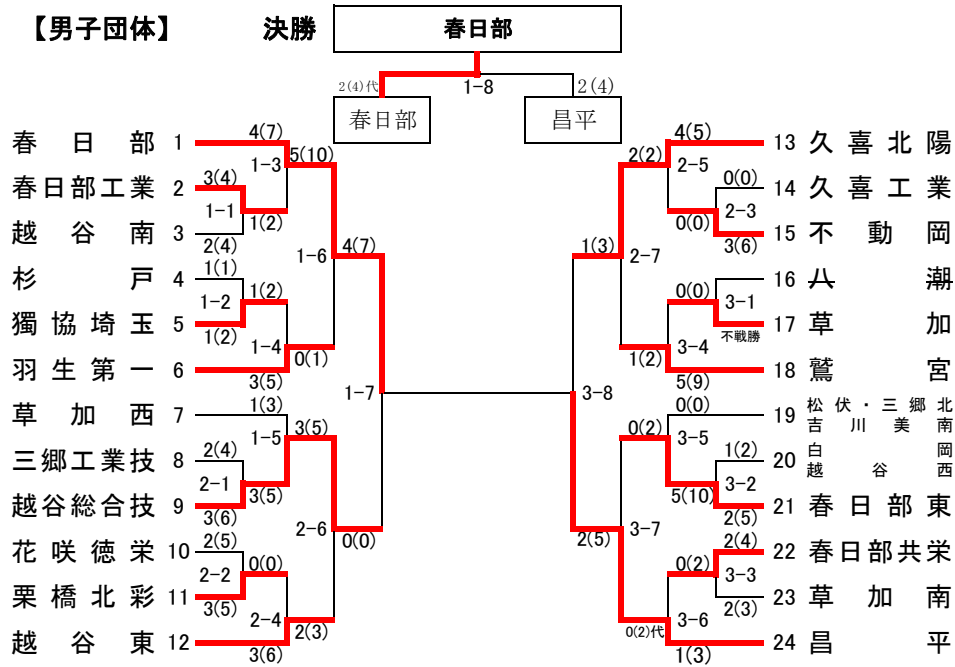 【男子団体】 決勝 春日部
2(4)代 1-8 2(4)
春日部 昌平
春日部 1 4(7)
1-3 5(10)
春日部工業 2 3(4)
1-1 1(2)
越谷南 3 2(4)
1-6 4(7)
杉戸 4 1(1)
1-2 1(2)
獨協埼玉 5 1(2)
1-4 0(1)
羽生第一 6 3(5)
1-7
草加西 7 1(3)
1-5 3(5)
三郷工業技 8 2(4)
2-1 3(5)
越谷総合技 9 3(6)
2-6 0(0)
花咲徳栄 10 2(5)
2-2 0(0)
栗橋北彩 11 3(5)
2-4 2(3)
越谷東 12 3(6)
4(5) 13 久喜北陽
2(2) 2-5
0(0) 14 久喜工業
0(0) 2-3
3(6) 15 不動岡
1(3) 2-7
16 八潮
0(0) 3-1
不戦勝 17 草加
1(2) 3-4
5(9) 18 鷲宮
3-8
0(0) 19 松伏・三郷北
吉川美南
0(2) 3-5
1(2) 20 白岡
越谷西
5(10) 3-2
2(5) 21 春日部東
2(5) 3-7
2(4) 22 春日部共栄
0(2) 3-3
2(3) 23 草加南
0(2)代 3-6
1(3) 24 昌平